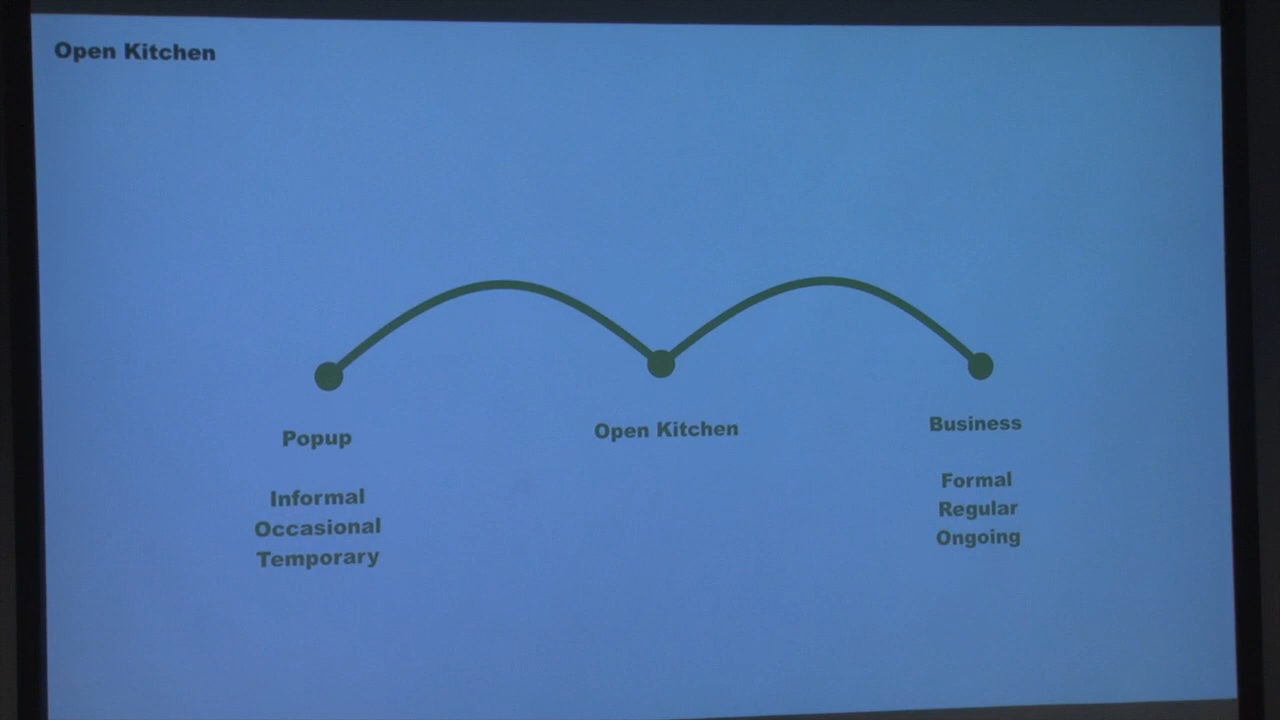 Open Kitchen
Popup
Informal
Occasional
Temporary
Open Kitchen
Business
Formal
Regular
Ongoing